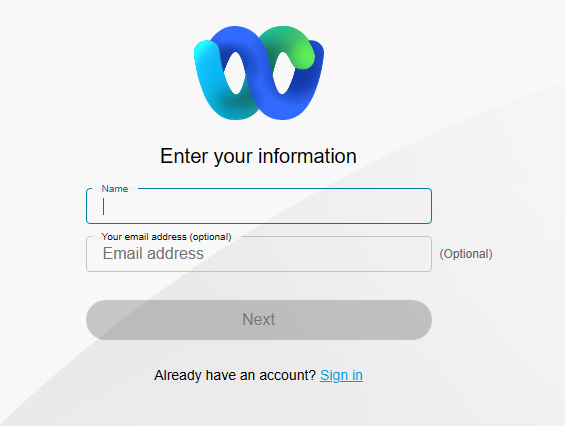 Enter your information
Name
Your email address (optional)
Email address
(Optional)
Next
Already have an account? Sign in